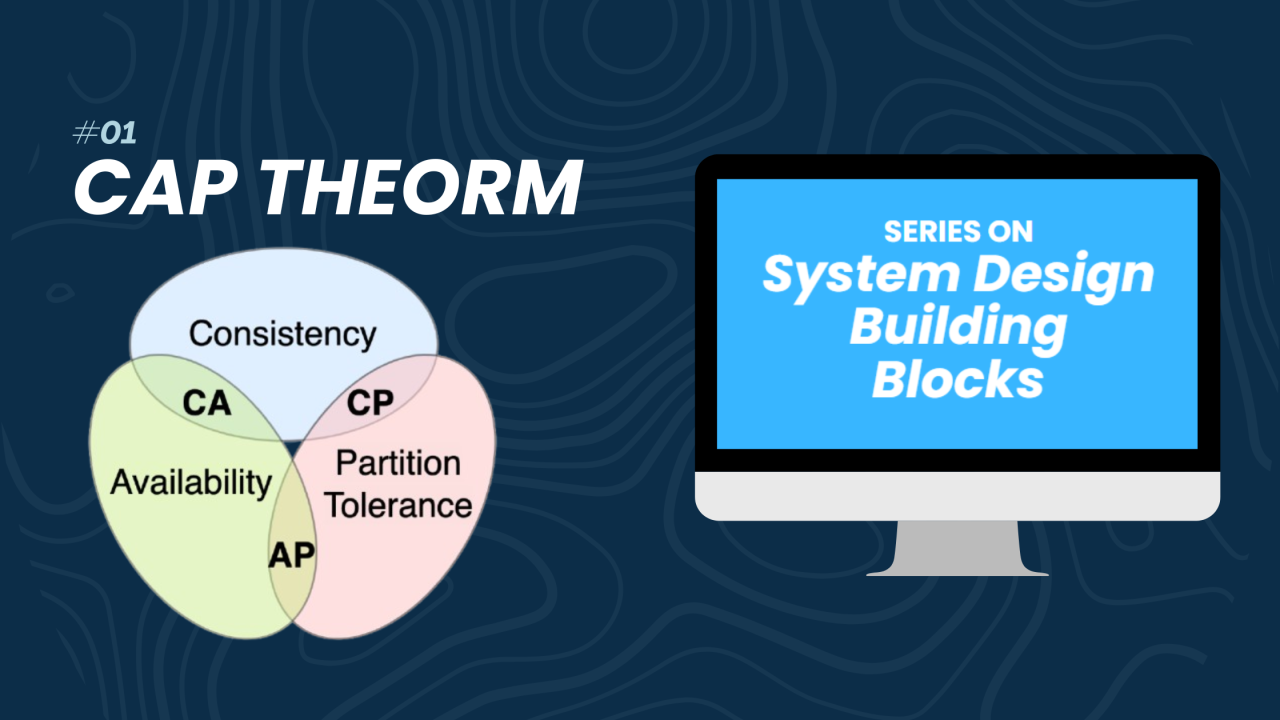 #01
CAP THEORM
Consistency
CA
CP
Availability
Partition
Tolerance
AP
SERIES ON
System Design
Building
Blocks